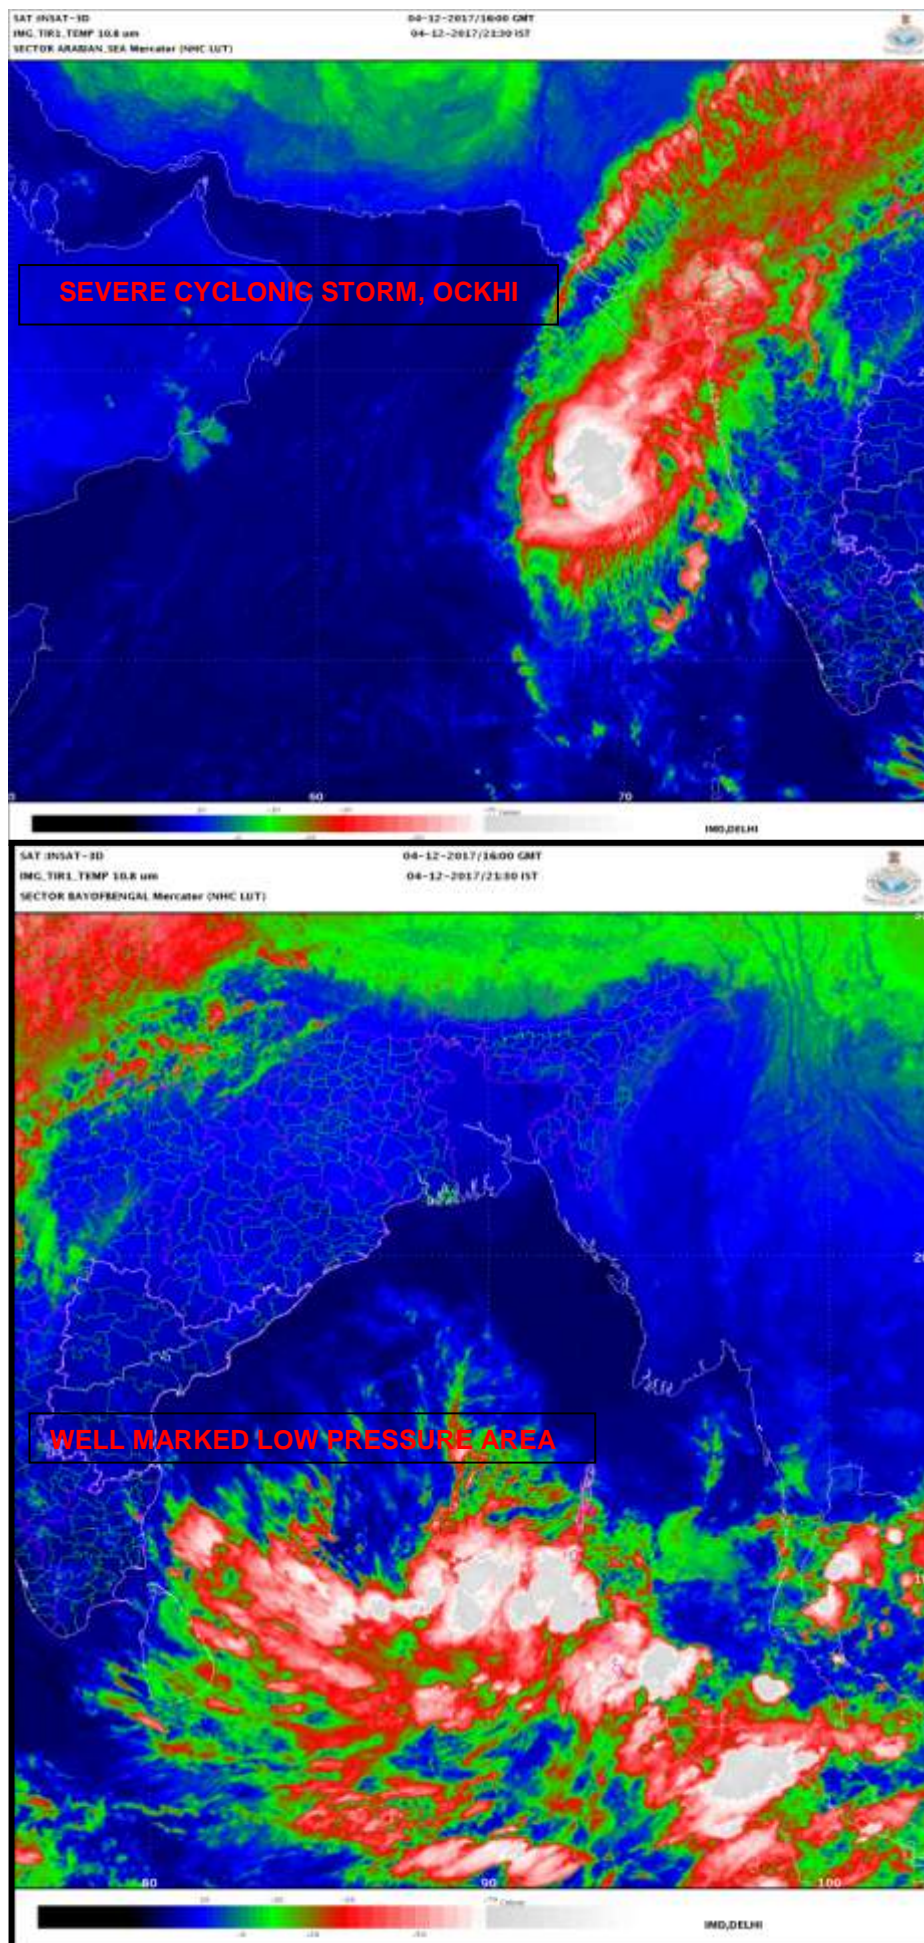 SAT :INSAT-3D
04-12-2017/16:00 GMT
IMG_TIR1_TEMP 10.8 um
04-12-2017/21:30 IST
SECTOR ARABIAN_SEA Mercator (NHC LUT)
SEVERE CYCLONIC STORM, OCKHI
60
70
IMD,DELHI
SAT :INSAT-3D
04-12-2017/16:00 GMT
IMG_TIR1_TEMP 10.8 um
04-12-2017/21:30 IST
SECTOR BAYOFBENGAL Mercator (NHC LUT)
20
WELL MARKED LOW PRESSURE AREA
10
80
90
100
IMD,DELHI